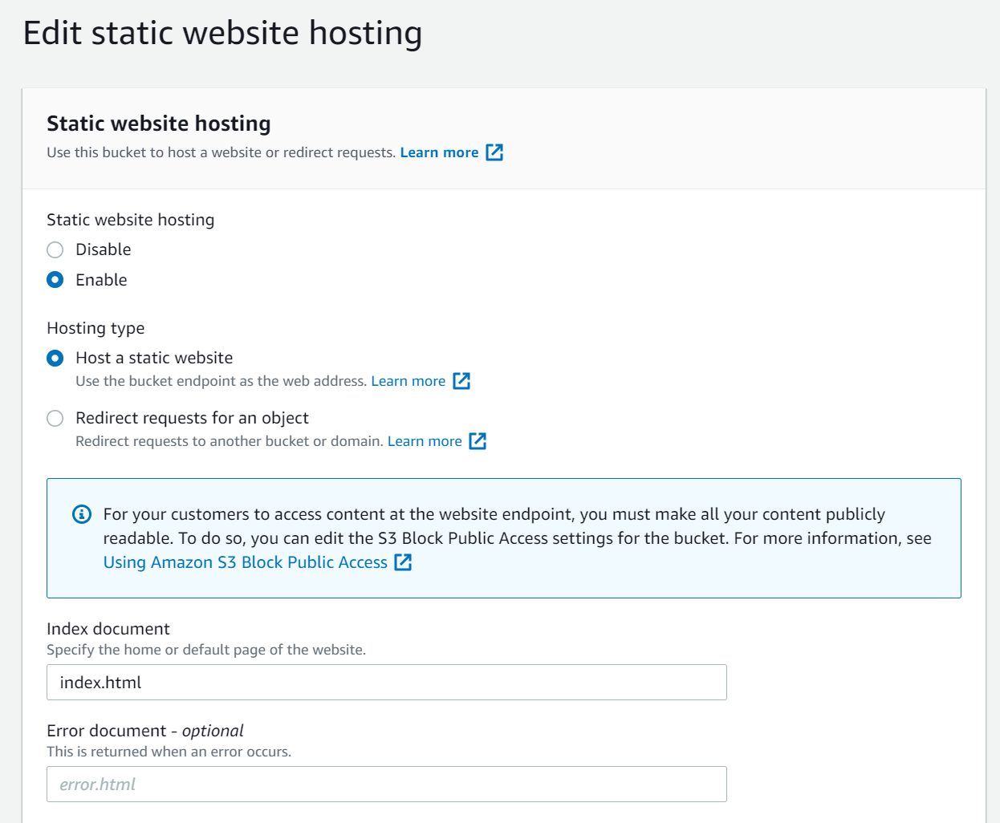 Edit static website hosting
Static website hosting
Use this bucket to host a website or redirect requests. Learn more
Static website hosting
Disable
Enable
Hosting type
Host a static website
Use the bucket endpoint as the web address. Learn more
Redirect requests for an object
Redirect requests to another bucket or domain. Learn more
For your customers to access content at the website endpoint, you must make all your content publicly
readable. To do so, you can edit the S3 Block Public Access settings for the bucket. For more information, see
Using Amazon S3 Block Public Access
Index document
Specify the home or default page of the website.
index.html
Error document - optional
This is returned when an error occurs.
error.html